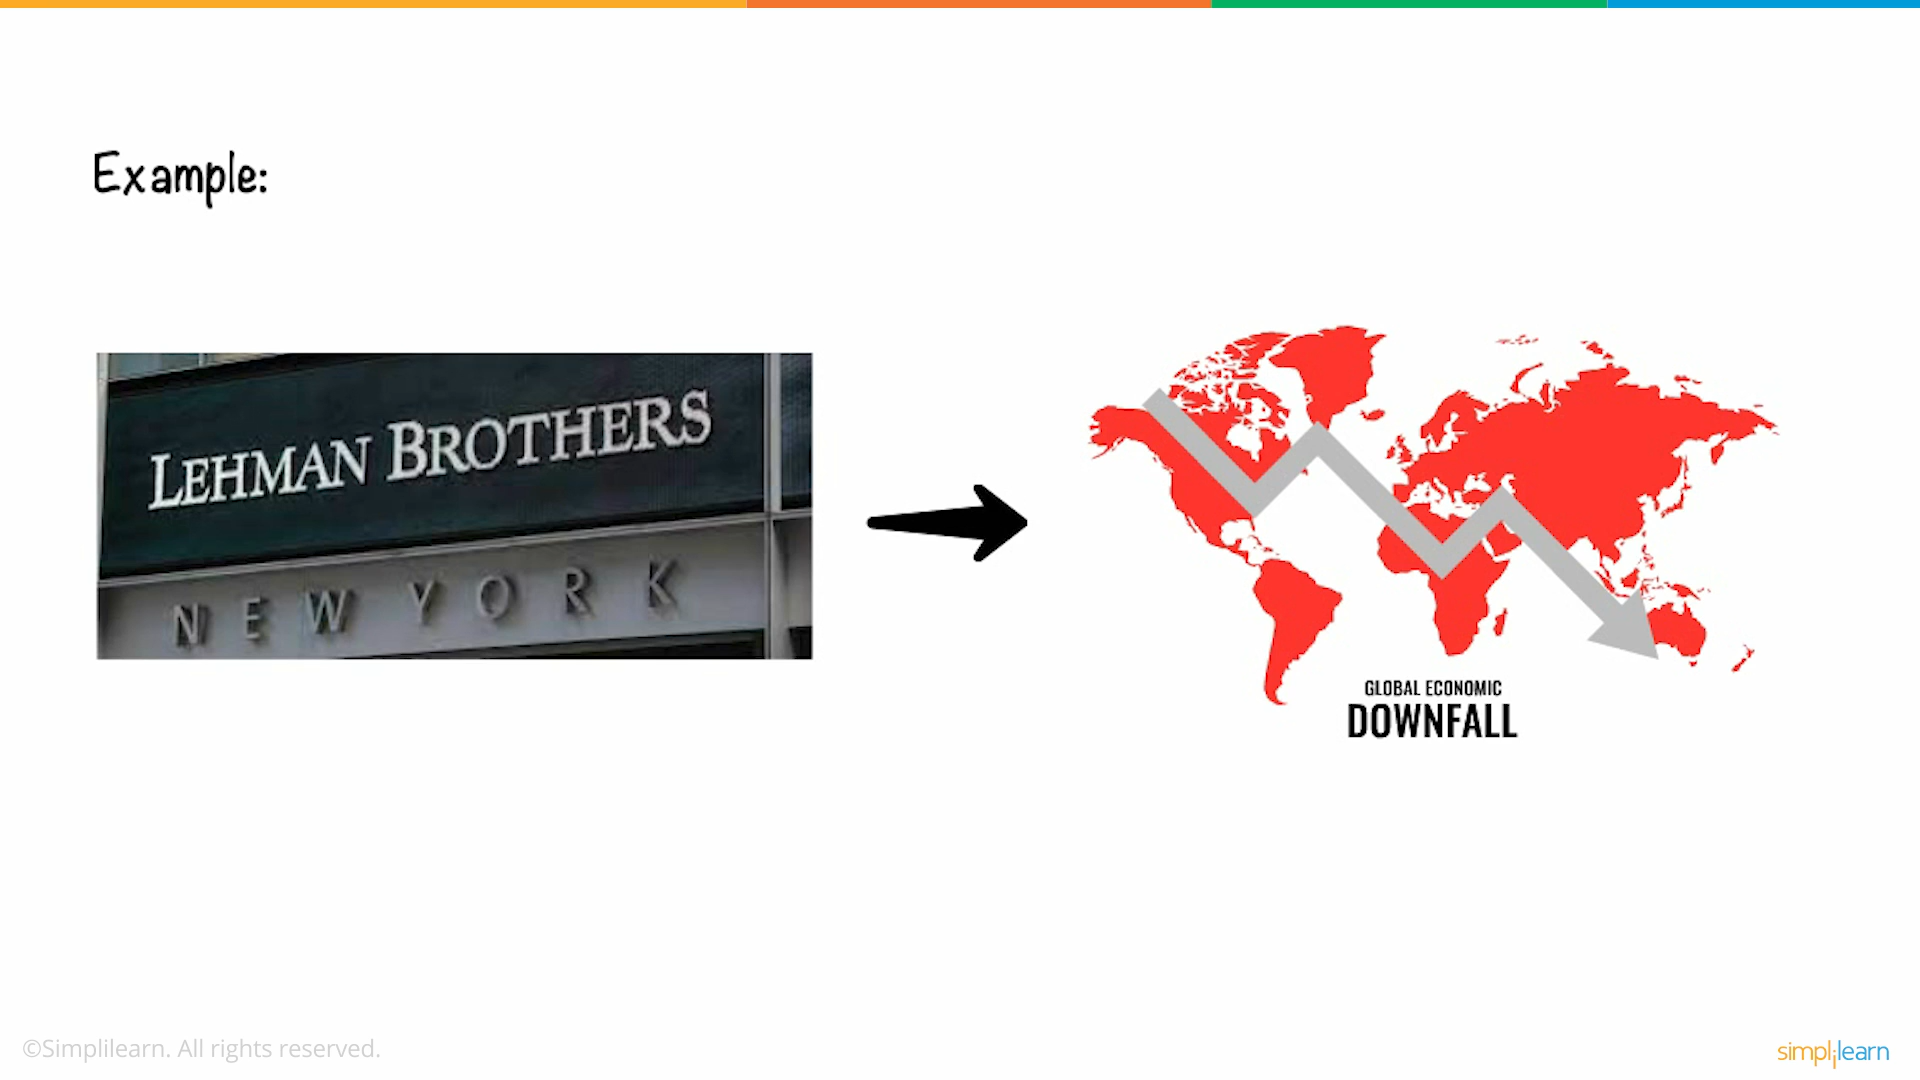 Example:
LEHMAN BROTHERS
NEW YORK
GLOBAL ECONOMIC
DOWNFALL
©Simplilearn. All rights reserved.
simplilearn